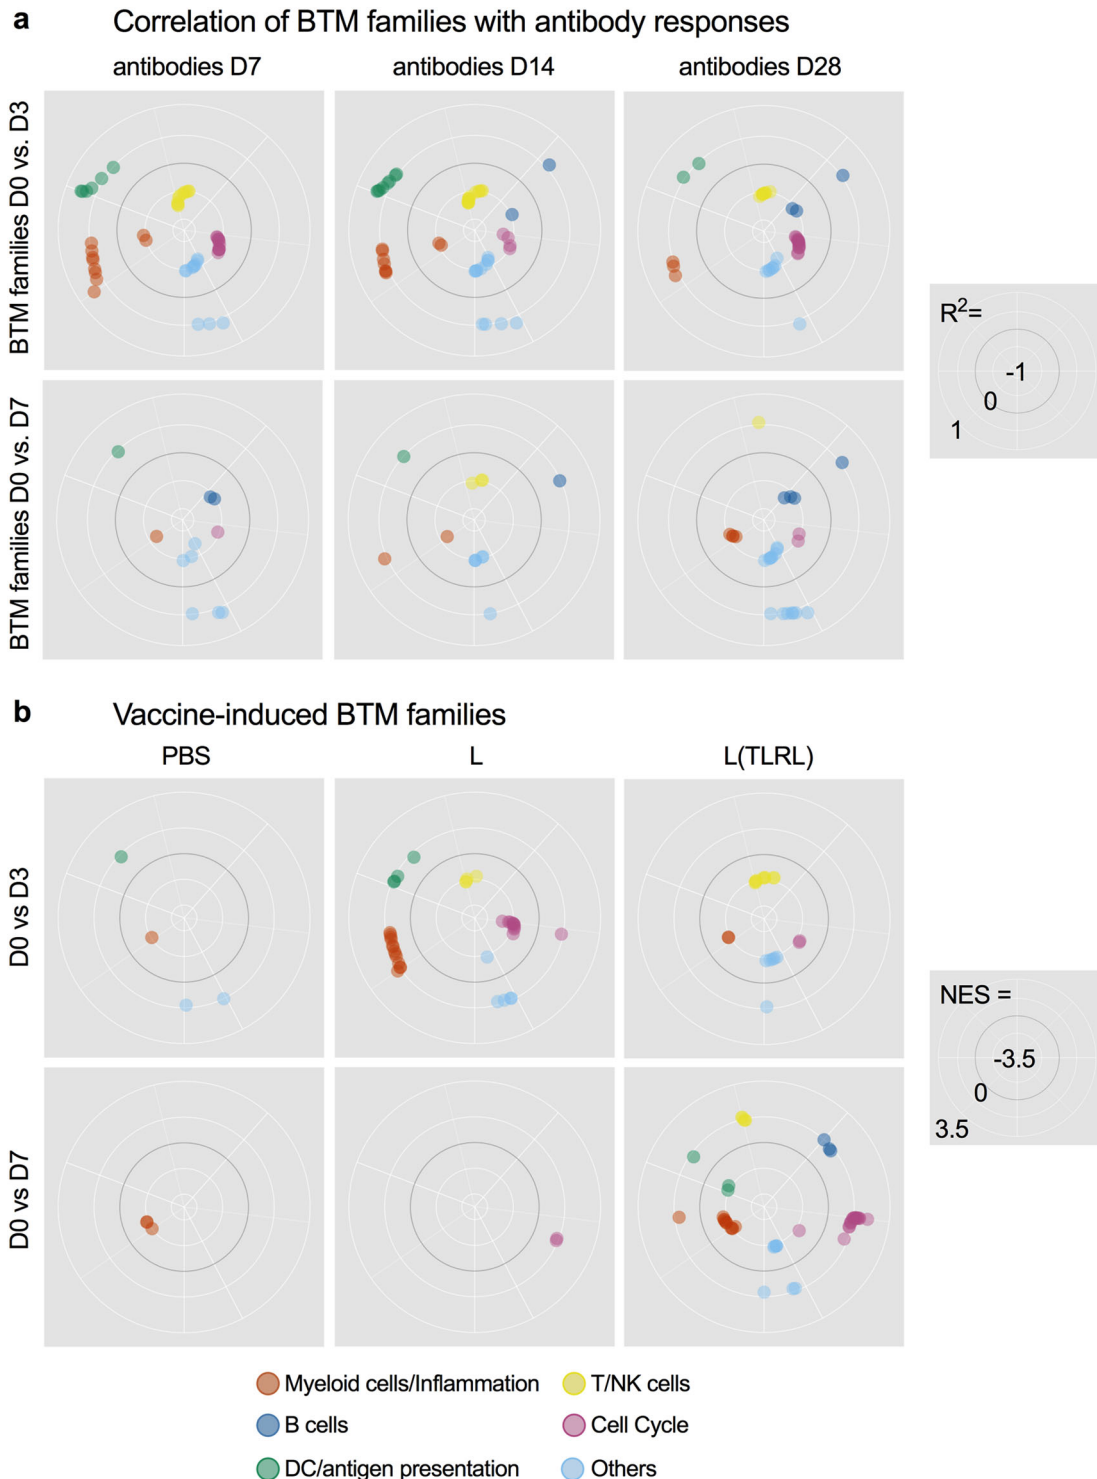 a Correlation of BTM families with antibody responses
antibodies D7 antibodies D14 antibodies D28
BTM families D0 vs. D3
BTM families D0 vs. D7
R²=
-1
0
1
b Vaccine-induced BTM families
PBS L L(TLRL)
D0 vs D3
D0 vs D7
NES =
-3.5
0
3.5
Myeloid cells/Inflammation T/NK cells
B cells Cell Cycle
DC/antigen presentation Others